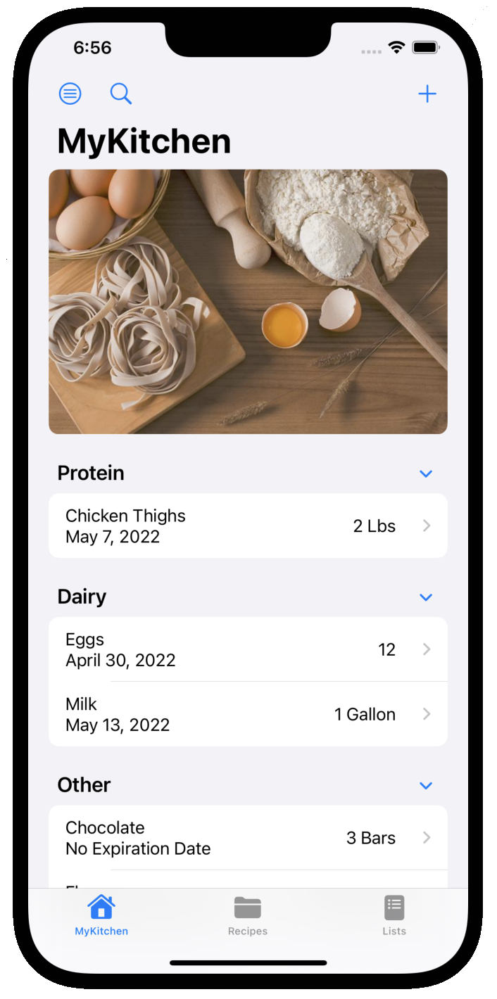 6:56
MyKitchen
Protein
Chicken Thighs
May 7, 2022
2 Lbs
Dairy
Eggs
April 30, 2022
12
Milk
May 13, 2022
1 Gallon
Other
Chocolate
No Expiration Date
3 Bars
MyKitchen
Recipes
Lists